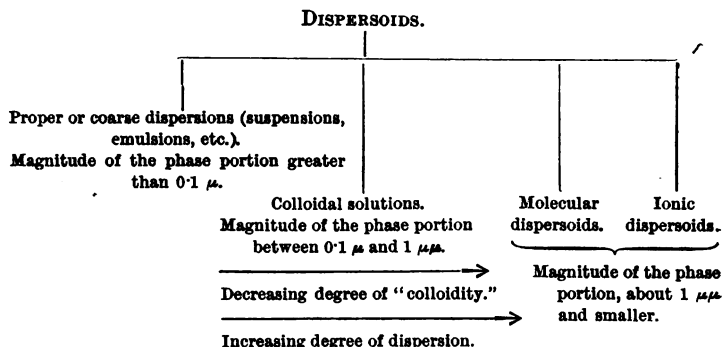 DISPERSOIDS.
Proper or coarse dispersions (suspensions,
emulsions, etc.).
Magnitude of the phase portion greater
than 0·1 μ.
Colloidal solutions.
Magnitude of the phase portion
between 0·1 μ and 1 μμ.
Molecular
dispersoids.
Ionic
dispersoids.
Magnitude of the phase
portion, about 1 μμ
and smaller.
Decreasing degree of "colloidity."
Increasing degree of dispersion.